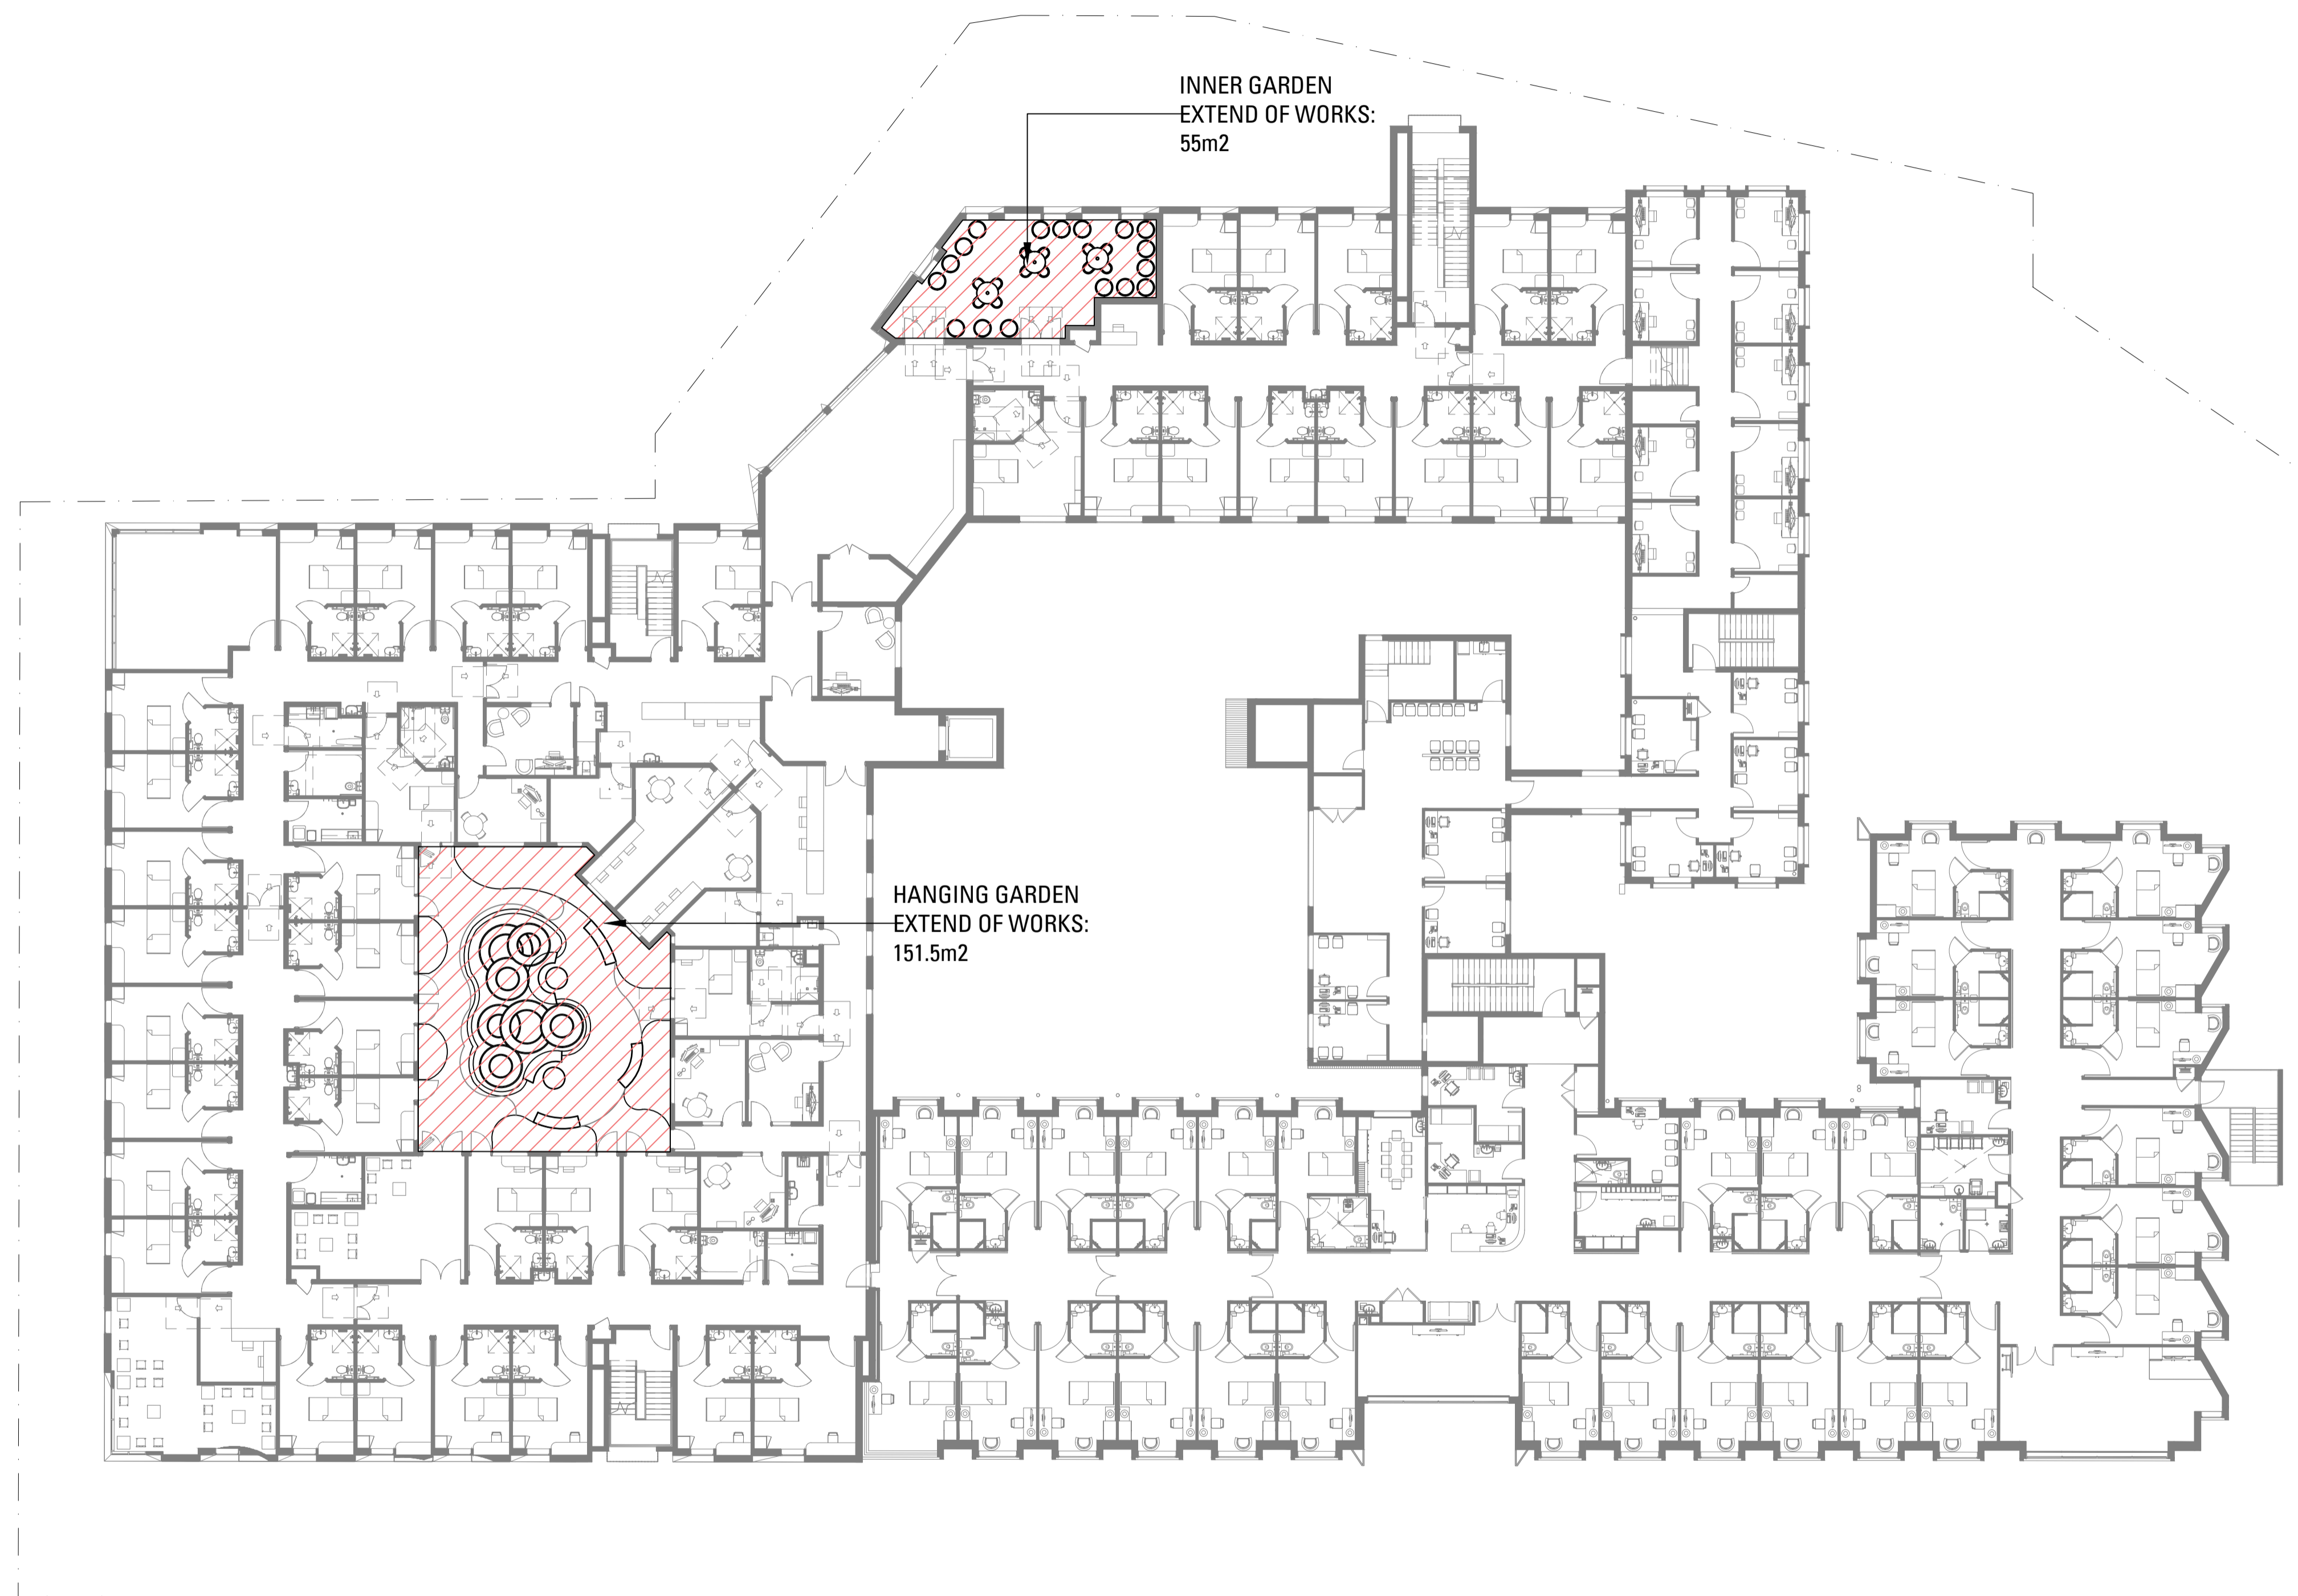 INNER GARDEN
EXTEND OF WORKS:
55m2
HANGING GARDEN
EXTEND OF WORKS:
151.5m2